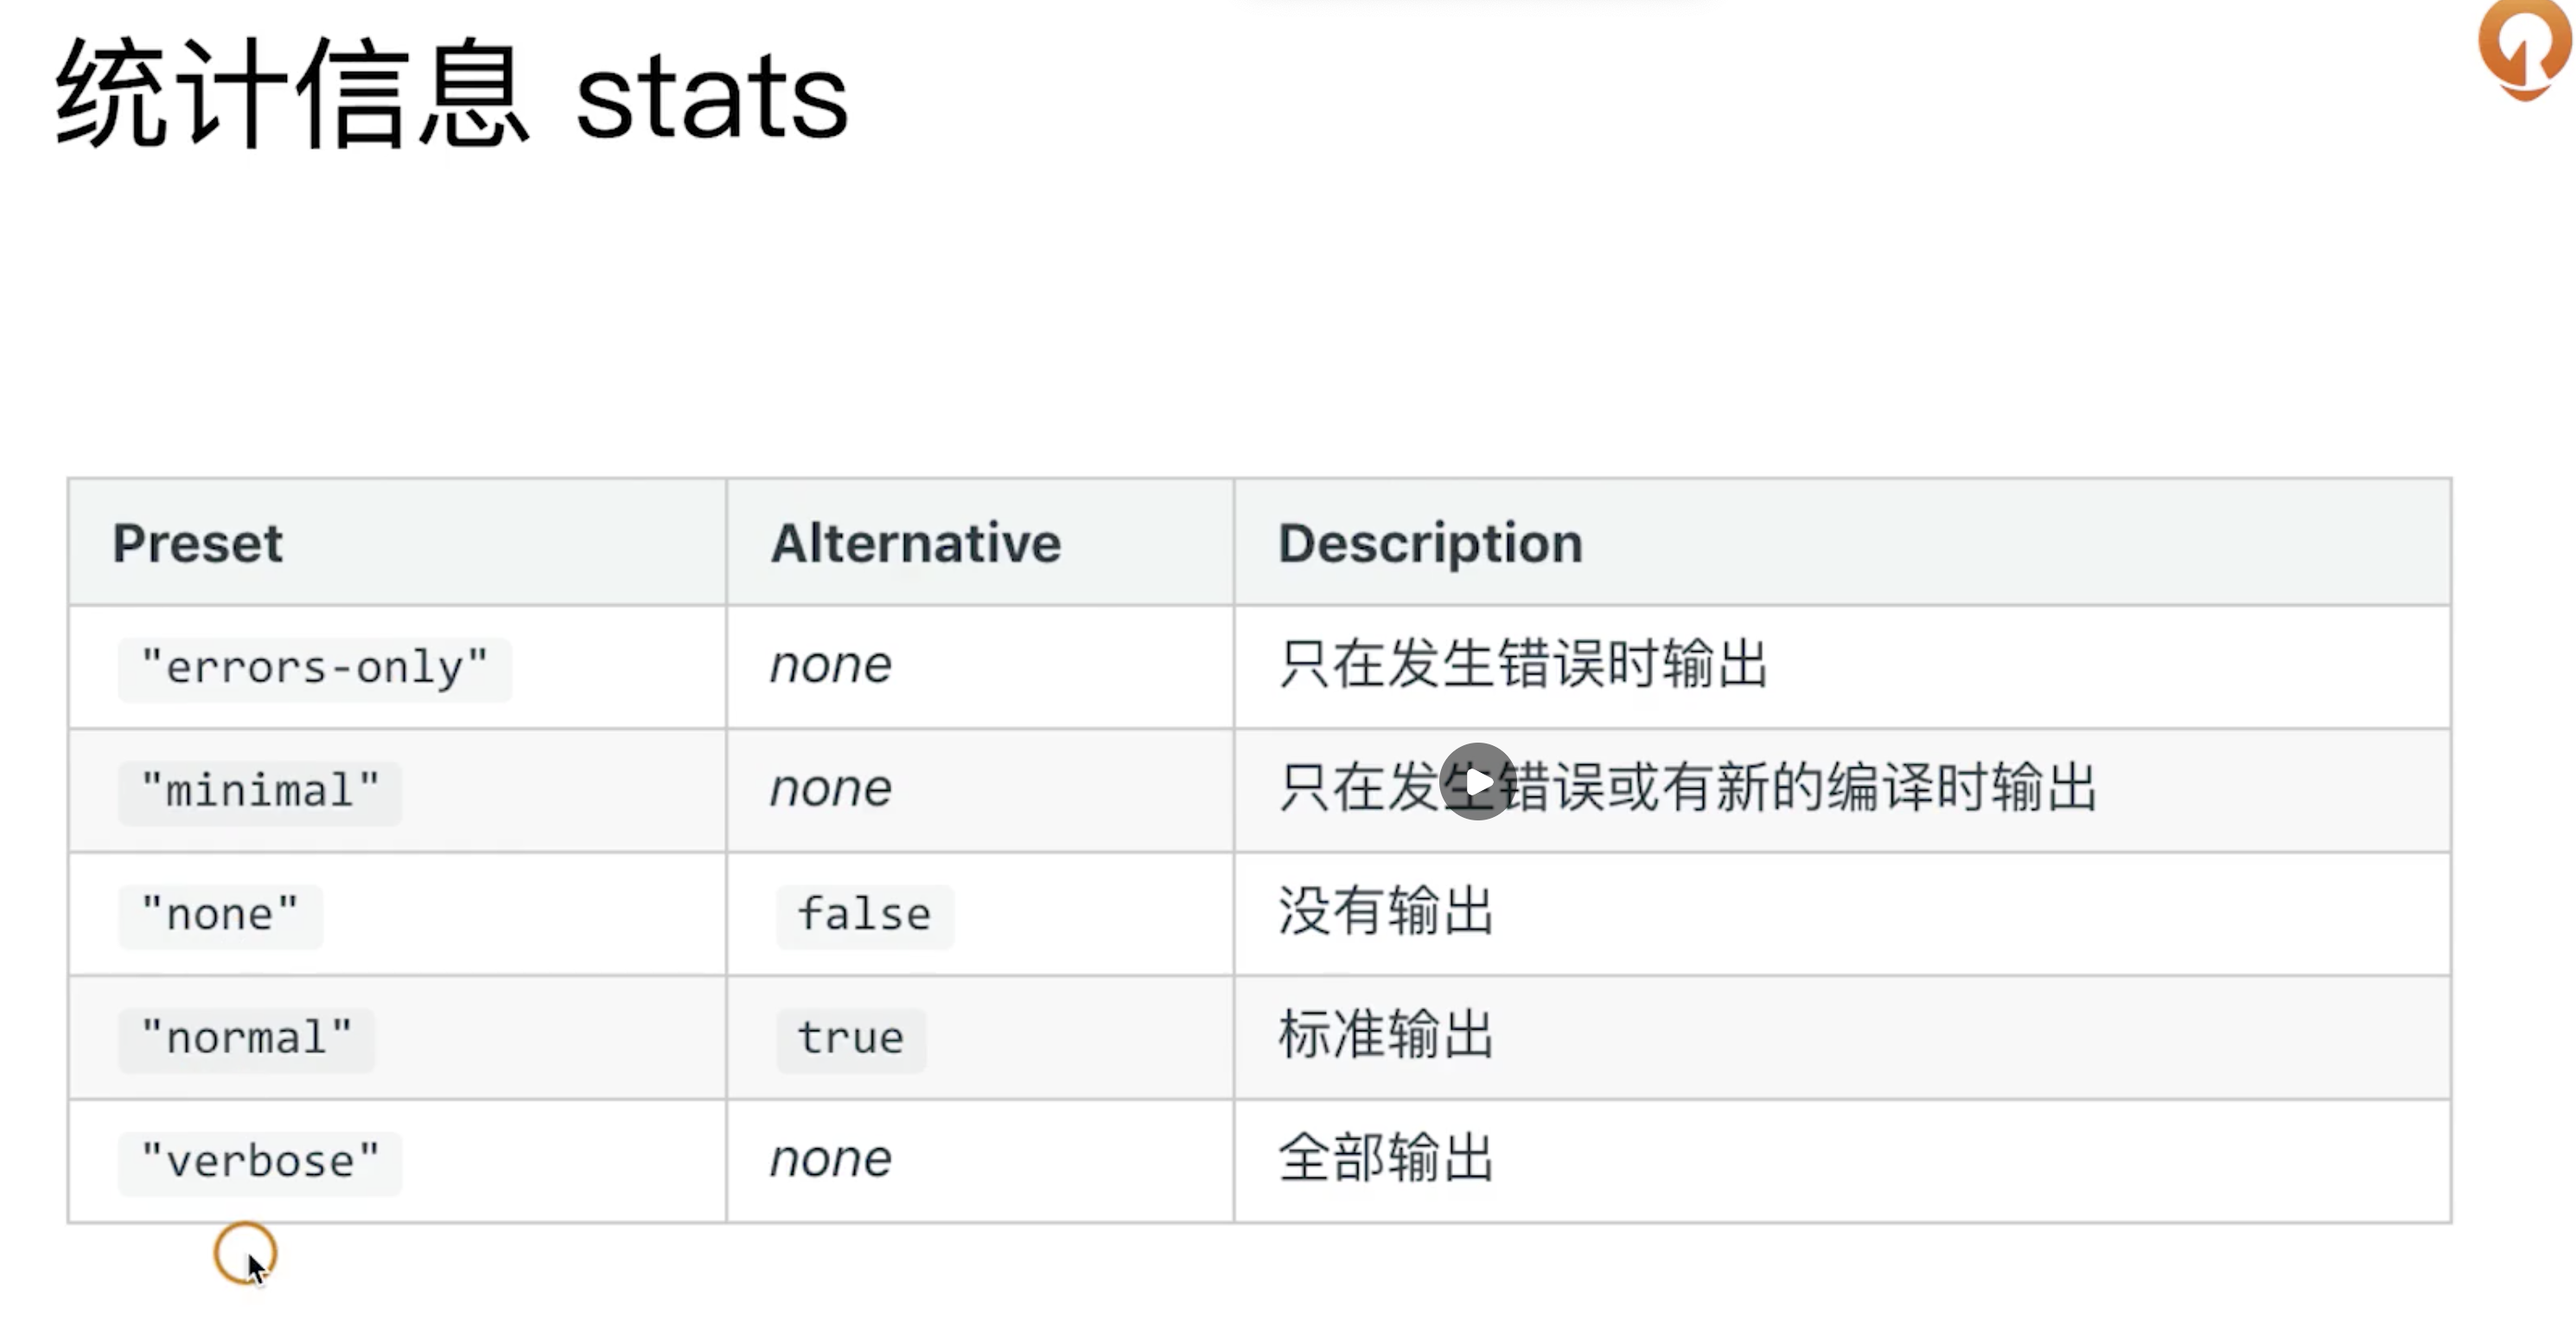 统计信息 stats
Preset Alternative Description
"errors-only" none 只在发生错误时输出
"minimal" none 只在发生错误或有新的编译时输出
"none" false 没有输出
"normal" true 标准输出
"verbose" none 全部输出